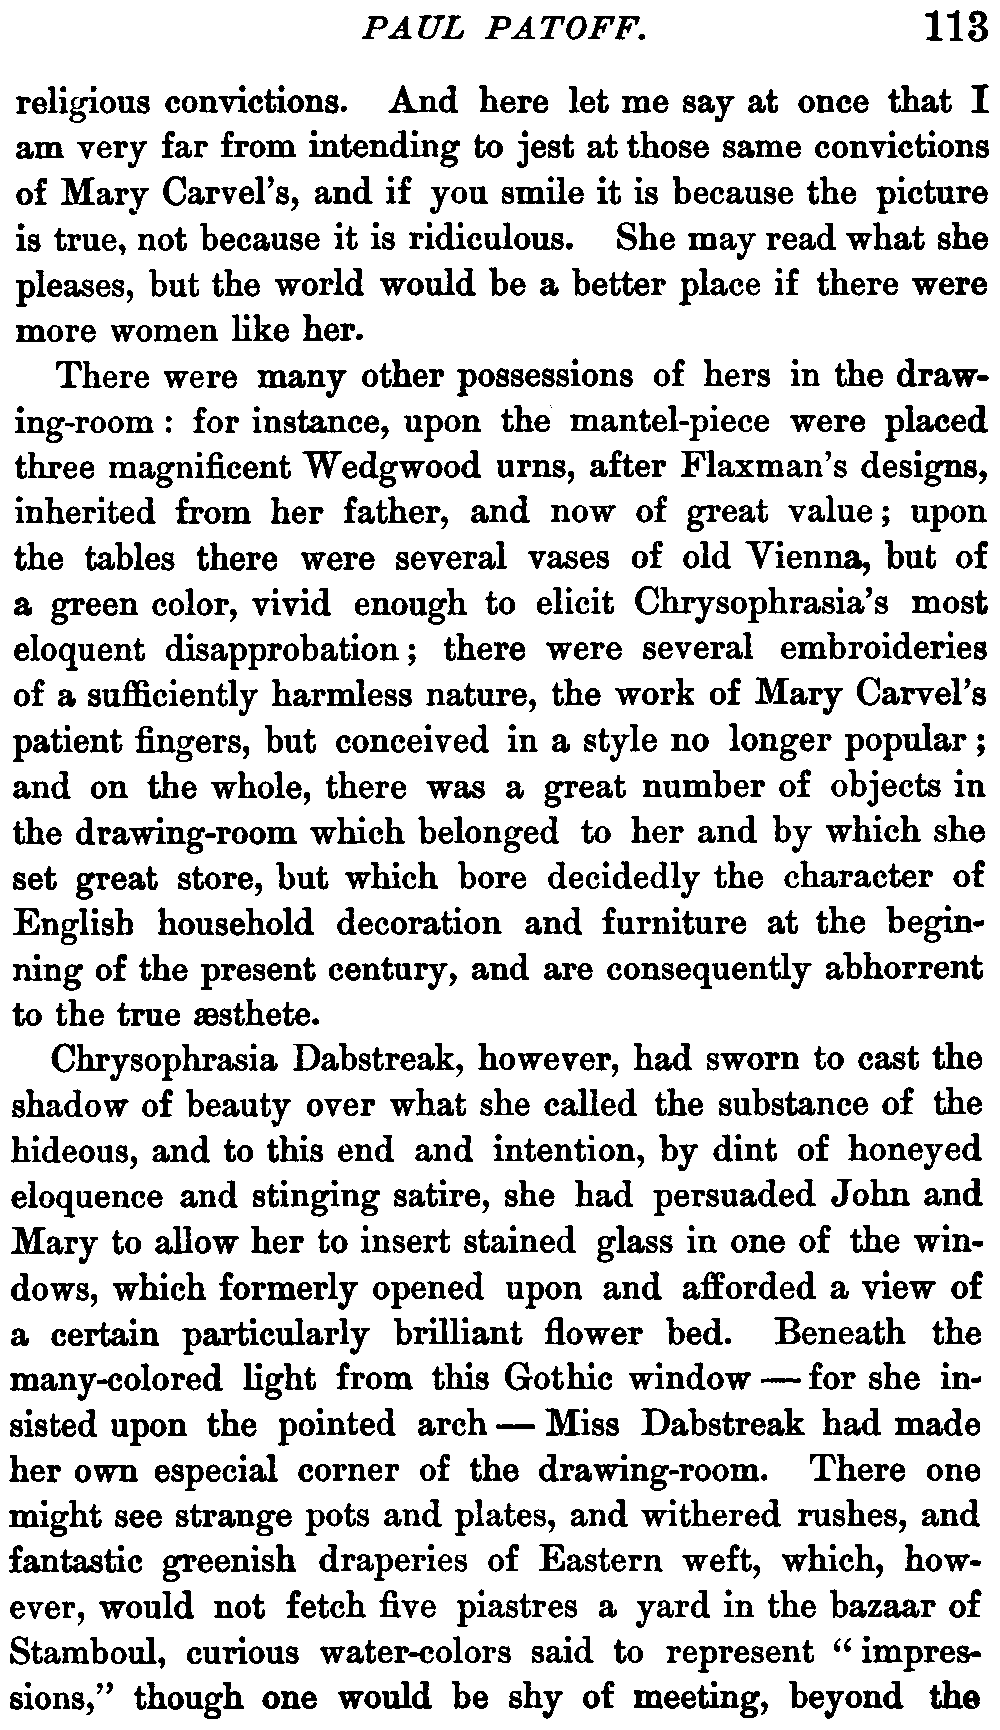 PAUL PATOFF. 113
religious convictions. And here let me say at once that I
am very far from intending to jest at those same convictions
of Mary Carvel's, and if you smile it is because the picture
is true, not because it is ridiculous. She may read what she
pleases, but the world would be a better place if there were
more women like her.
There were many other possessions of hers in the draw-
ing-room : for instance, upon the mantel-piece were placed
three magnificent Wedgwood urns, after Flaxman's designs,
inherited from her father, and now of great value ; upon
the tables there were several vases of old Vienna, but of
a green color, vivid enough to elicit Chrysophrasia's most
eloquent disapprobation ; there were several embroideries
of a sufficiently harmless nature, the work of Mary Carvel's
patient fingers, but conceived in a style no longer popular ;
and on the whole, there was a great number of objects in
the drawing-room which belonged to her and by which she
set great store, but which bore decidedly the character of
English household decoration and furniture at the begin-
ning of the present century, and are consequently abhorrent
to the true æsthete.
Chrysophrasia Dabstreak, however, had sworn to cast the
shadow of beauty over what she called the substance of the
hideous, and to this end and intention, by dint of honeyed
eloquence and stinging satire, she had persuaded John and
Mary to allow her to insert stained glass in one of the win-
dows, which formerly opened upon and afforded a view of
a certain particularly brilliant flower bed. Beneath the
many-colored light from this Gothic window — for she in-
sisted upon the pointed arch — Miss Dabstreak had made
her own especial corner of the drawing-room. There one
might see strange pots and plates, and withered rushes, and
fantastic greenish draperies of Eastern weft, which, how-
ever, would not fetch five piastres a yard in the bazaar of
Stamboul, curious water-colors said to represent “ impres-
sions,” though one would be shy of meeting, beyond the